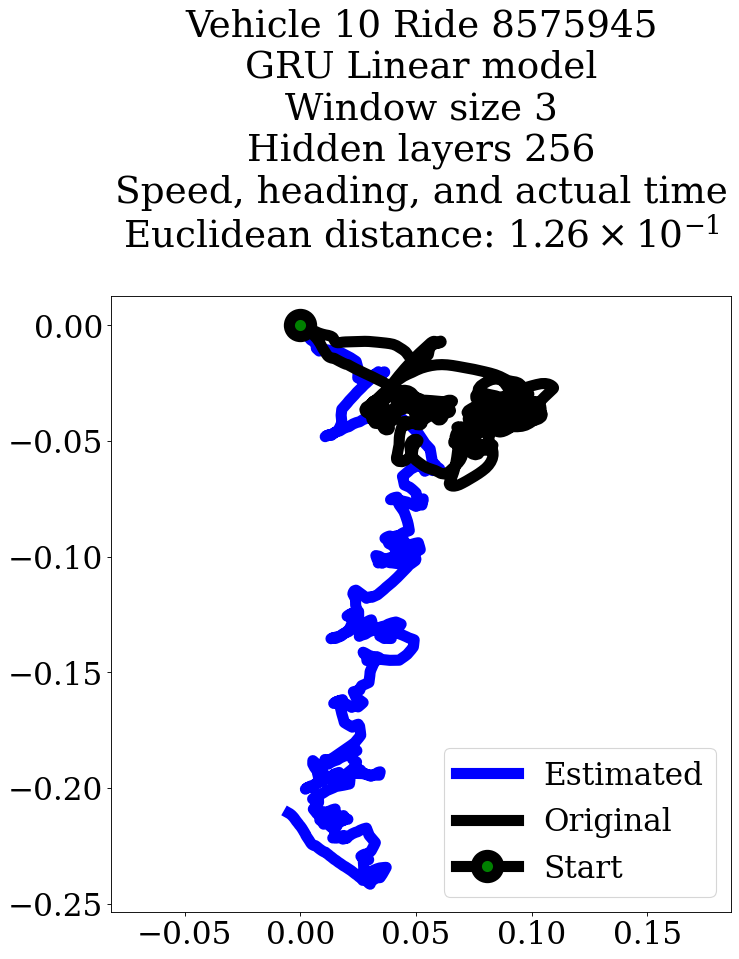 Vehicle 10 Ride 8575945
GRU Linear model
Window size 3
Hidden layers 256
Speed, heading, and actual time
Euclidean distance: 1.26 × 10⁻¹
0.00
−0.05
−0.10
−0.15
−0.20
−0.25
Estimated
Original
Start
−0.05 0.00 0.05 0.10 0.15